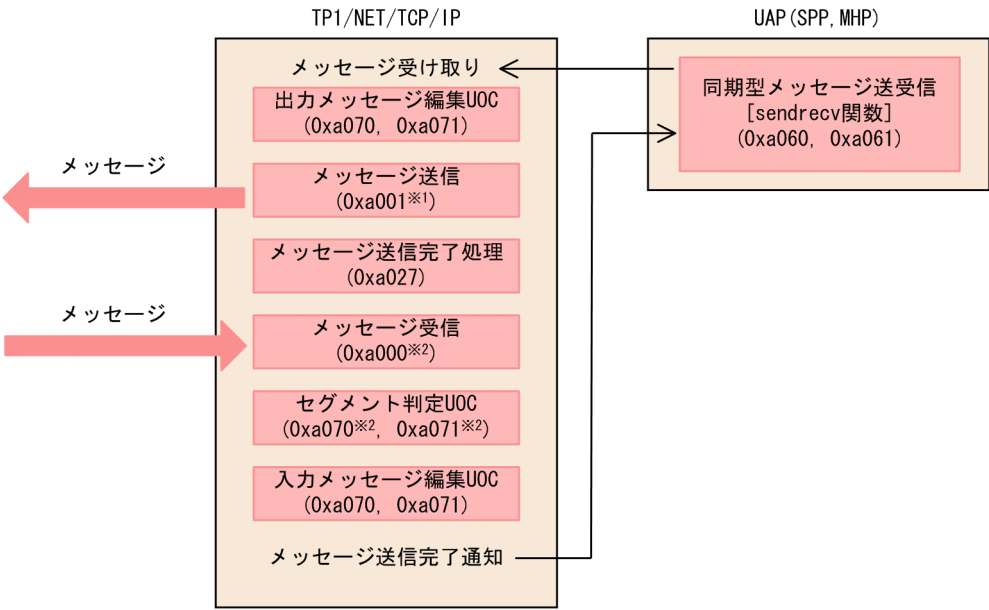 TP1/NET/TCP/IP
UAP(SPP,MHP)
メッセージ受け取り
出力メッセージ編集UOC
(0xa070, 0xa071)
同期型メッセージ送受信
[sendrecv関数]
(0xa060, 0xa061)
メッセージ
メッセージ送信
(0xa001※1)
メッセージ送信完了処理
(0xa027)
メッセージ
メッセージ受信
(0xa000※2)
セグメント判定UOC
(0xa070※2, 0xa071※2)
入力メッセージ編集UOC
(0xa070, 0xa071)
メッセージ送信完了通知